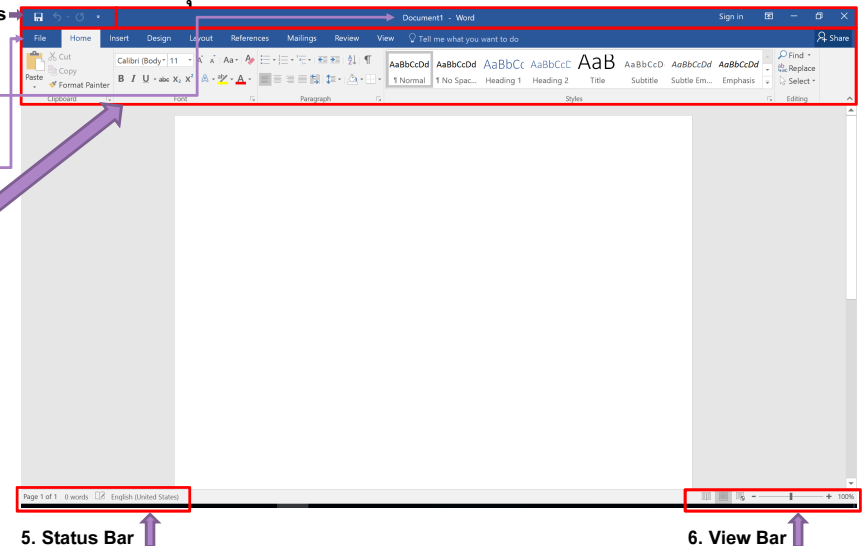 s
Document1 - Word
Sign in
File Home Insert Design Layout References Mailings Review View Tell me what you want to do Share
Cut
Copy
Paste
Format Painter
Calibri (Body 11
Aa
B I U abc X₂ X² A A
AaBbCcDd AaBbCcDd AaBbCc AaBbCcC AaB AaBbCcD AaBbCcDd AaBbCcDd
¶ Normal ¶ No Spac... Heading 1 Heading 2 Title Subtitle Subtle Em... Emphasis
Find
Replace
Select
Clipboard Font Paragraph Styles Editing
Page 1 of 1 0 words English (United States)
100%
5. Status Bar
6. View Bar